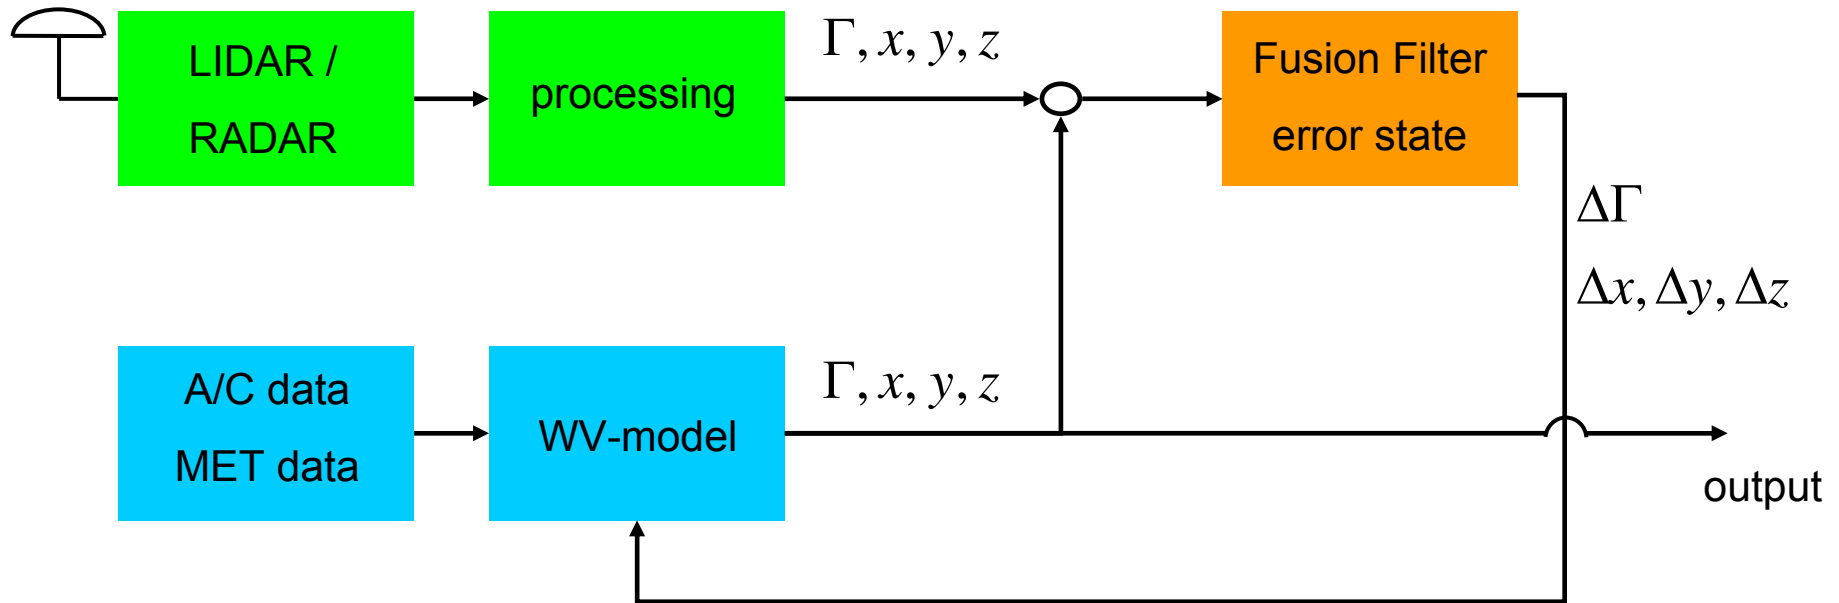 LIDAR /
RADAR
processing
Γ, x, y, z
Fusion Filter
error state
ΔΓ
Δx, Δy, Δz
A/C data
MET data
WV-model
Γ, x, y, z
output